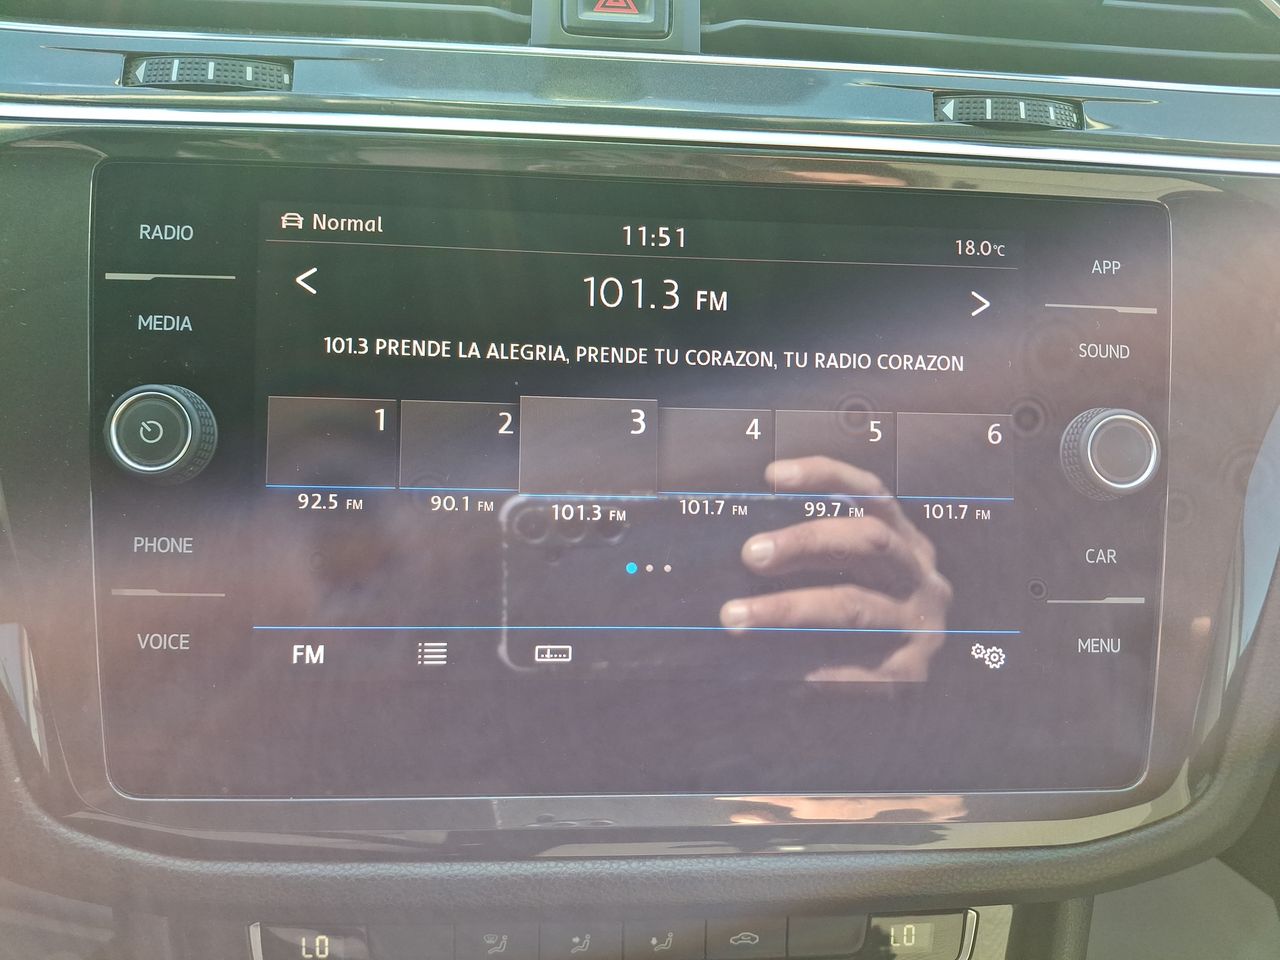 RADIO
MEDIA
PHONE
VOICE
Normal
11:51
18.0°C
101.3 FM
101.3 PRENDE LA ALEGRIA, PRENDE TU CORAZON, TU RADIO CORAZON
1 2 3 4 5 6
92.5 FM 90.1 FM 101.3 FM 101.7 FM 99.7 FM 101.7 FM
FM
APP
SOUND
CAR
MENU
LO LO